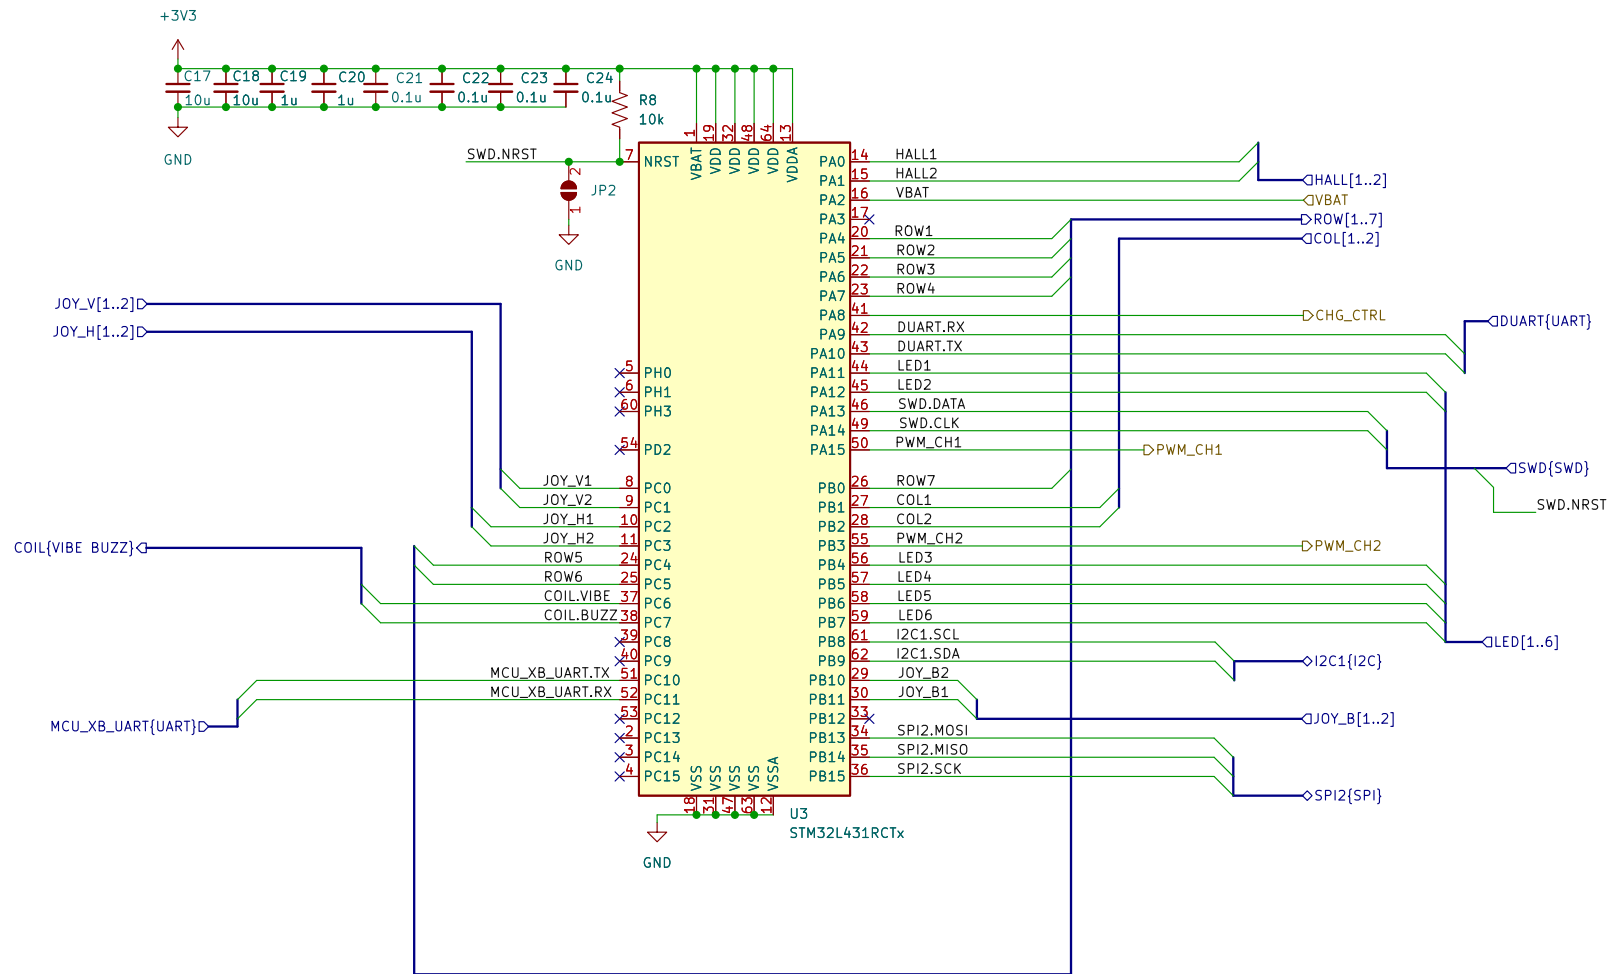 +3V3
C17 C18 C19 C20 C21 C22 C23 C24
10u 10u 1u 1u 0.1u 0.1u 0.1u 0.1u
R8
10k
GND
SWD.NRST
JP2
2
1
GND
1 VBAT
19 VDD
32 VDD
48 VDD
64 VDD
13 VDDA
7 NRST
PA0 14 HALL1
PA1 15 HALL2
HALL[1..2]
PA2 16 VBAT
VBAT
PA3 17
ROW[1..7]
PA4 20 ROW1
COL[1..2]
PA5 21 ROW2
PA6 22 ROW3
PA7 23 ROW4
JOY_V[1..2]
JOY_H[1..2]
PA8 41
CHG_CTRL
PA9 42 DUART.RX
DUART{UART}
PA10 43 DUART.TX
5 PH0
PA11 44 LED1
6 PH1
PA12 45 LED2
60 PH3
PA13 46 SWD.DATA
PA14 49 SWD.CLK
54 PD2
PA15 50 PWM_CH1
PWM_CH1
SWD{SWD}
SWD.NRST
JOY_V1 8 PC0
PB0 26 ROW7
JOY_V2 9 PC1
PB1 27 COL1
JOY_H1 10 PC2
PB2 28 COL2
JOY_H2 11 PC3
PB3 55 PWM_CH2
PWM_CH2
COIL{VIBE BUZZ}
ROW5 24 PC4
PB4 56 LED3
ROW6 25 PC5
PB5 57 LED4
COIL.VIBE 37 PC6
PB6 58 LED5
COIL.BUZZ 38 PC7
PB7 59 LED6
39 PC8
PB8 61 I2C1.SCL
LED[1..6]
40 PC9
PB9 62 I2C1.SDA
I2C1{I2C}
MCU_XB_UART.TX 51 PC10
PB10 29 JOY_B2
MCU_XB_UART.RX 52 PC11
PB11 30 JOY_B1
MCU_XB_UART{UART}
53 PC12
PB12 33
JOY_B[1..2]
2 PC13
PB13 34 SPI2.MOSI
3 PC14
PB14 35 SPI2.MISO
4 PC15
PB15 36 SPI2.SCK
SPI2{SPI}
VSS 18
VSS 31
VSS 47
VSS 63
VSSA 12
U3
STM32L431RCTx
GND